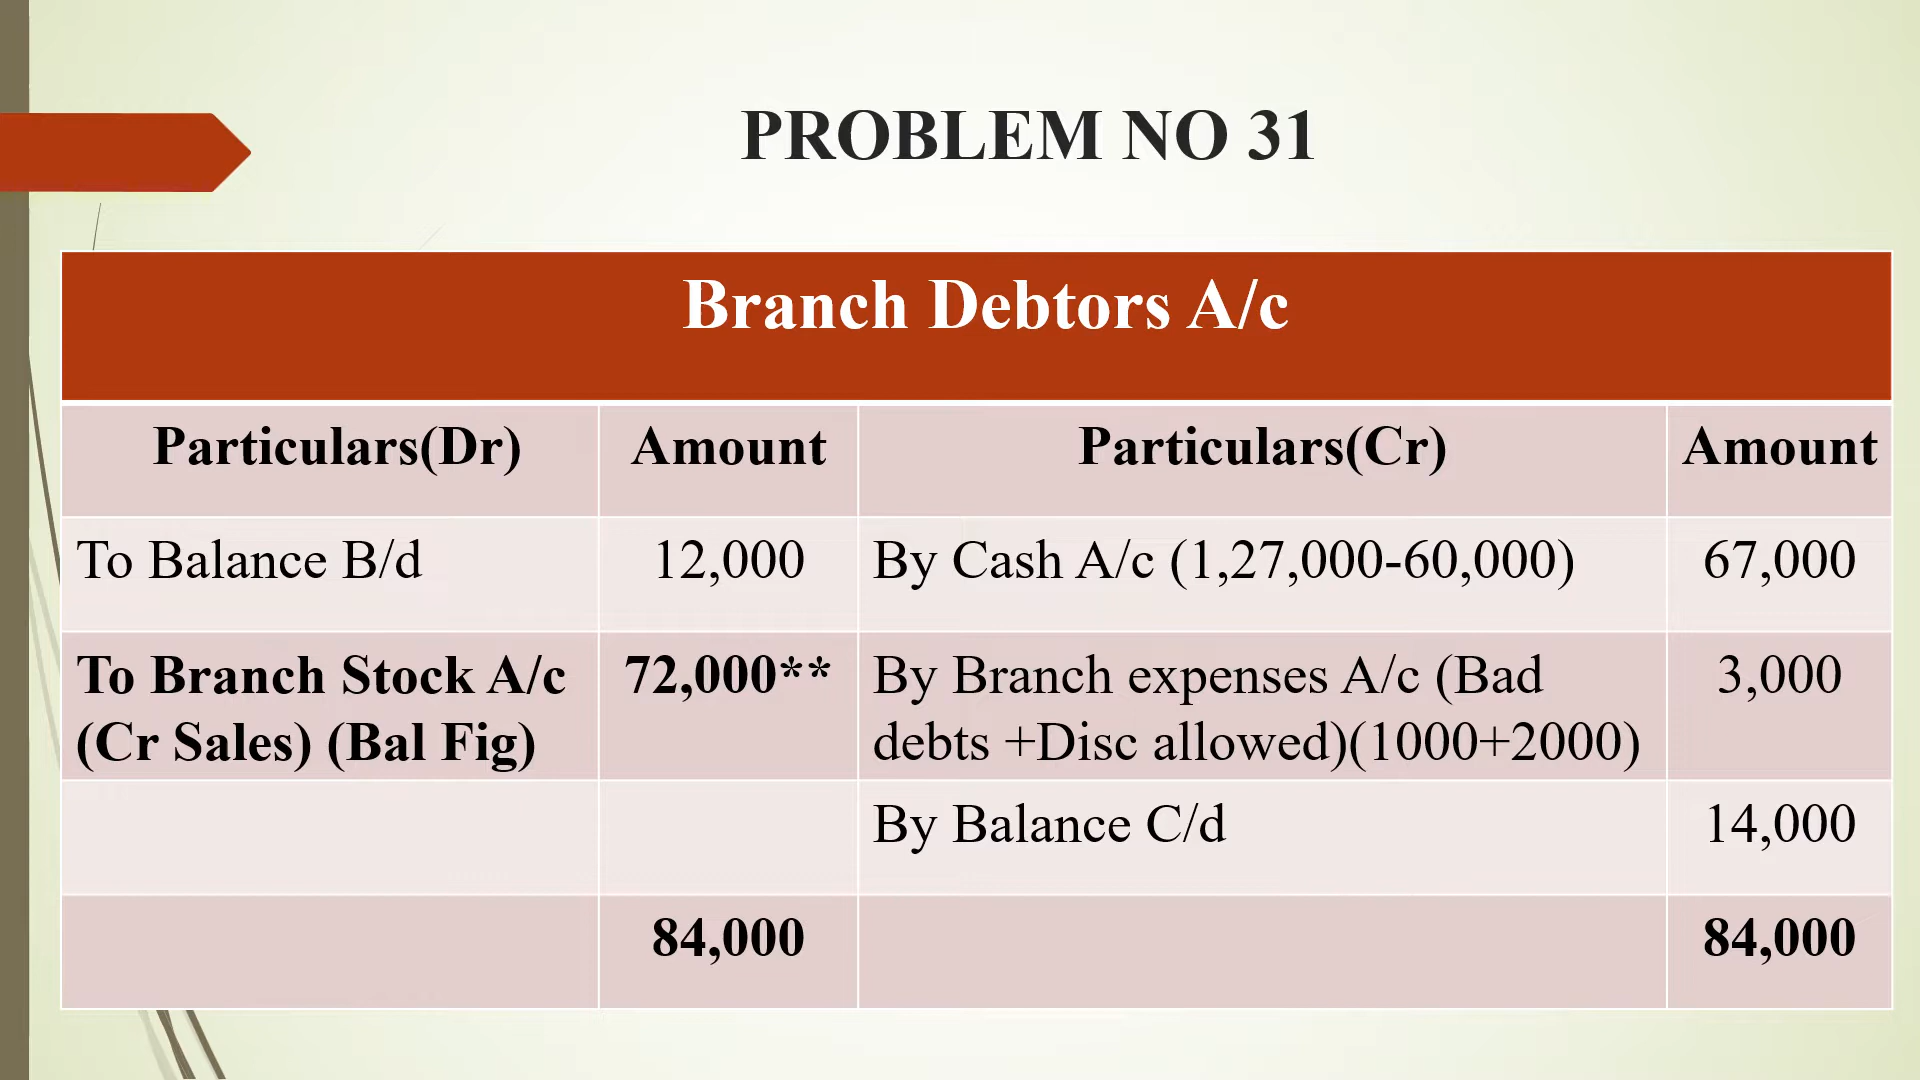 PROBLEM NO 31
Branch Debtors A/c
Particulars(Dr) Amount Particulars(Cr) Amount
To Balance B/d 12,000 By Cash A/c (1,27,000-60,000) 67,000
To Branch Stock A/c 72,000** By Branch expenses A/c (Bad 3,000
(Cr Sales) (Bal Fig) debts +Disc allowed)(1000+2000)
By Balance C/d 14,000
84,000 84,000